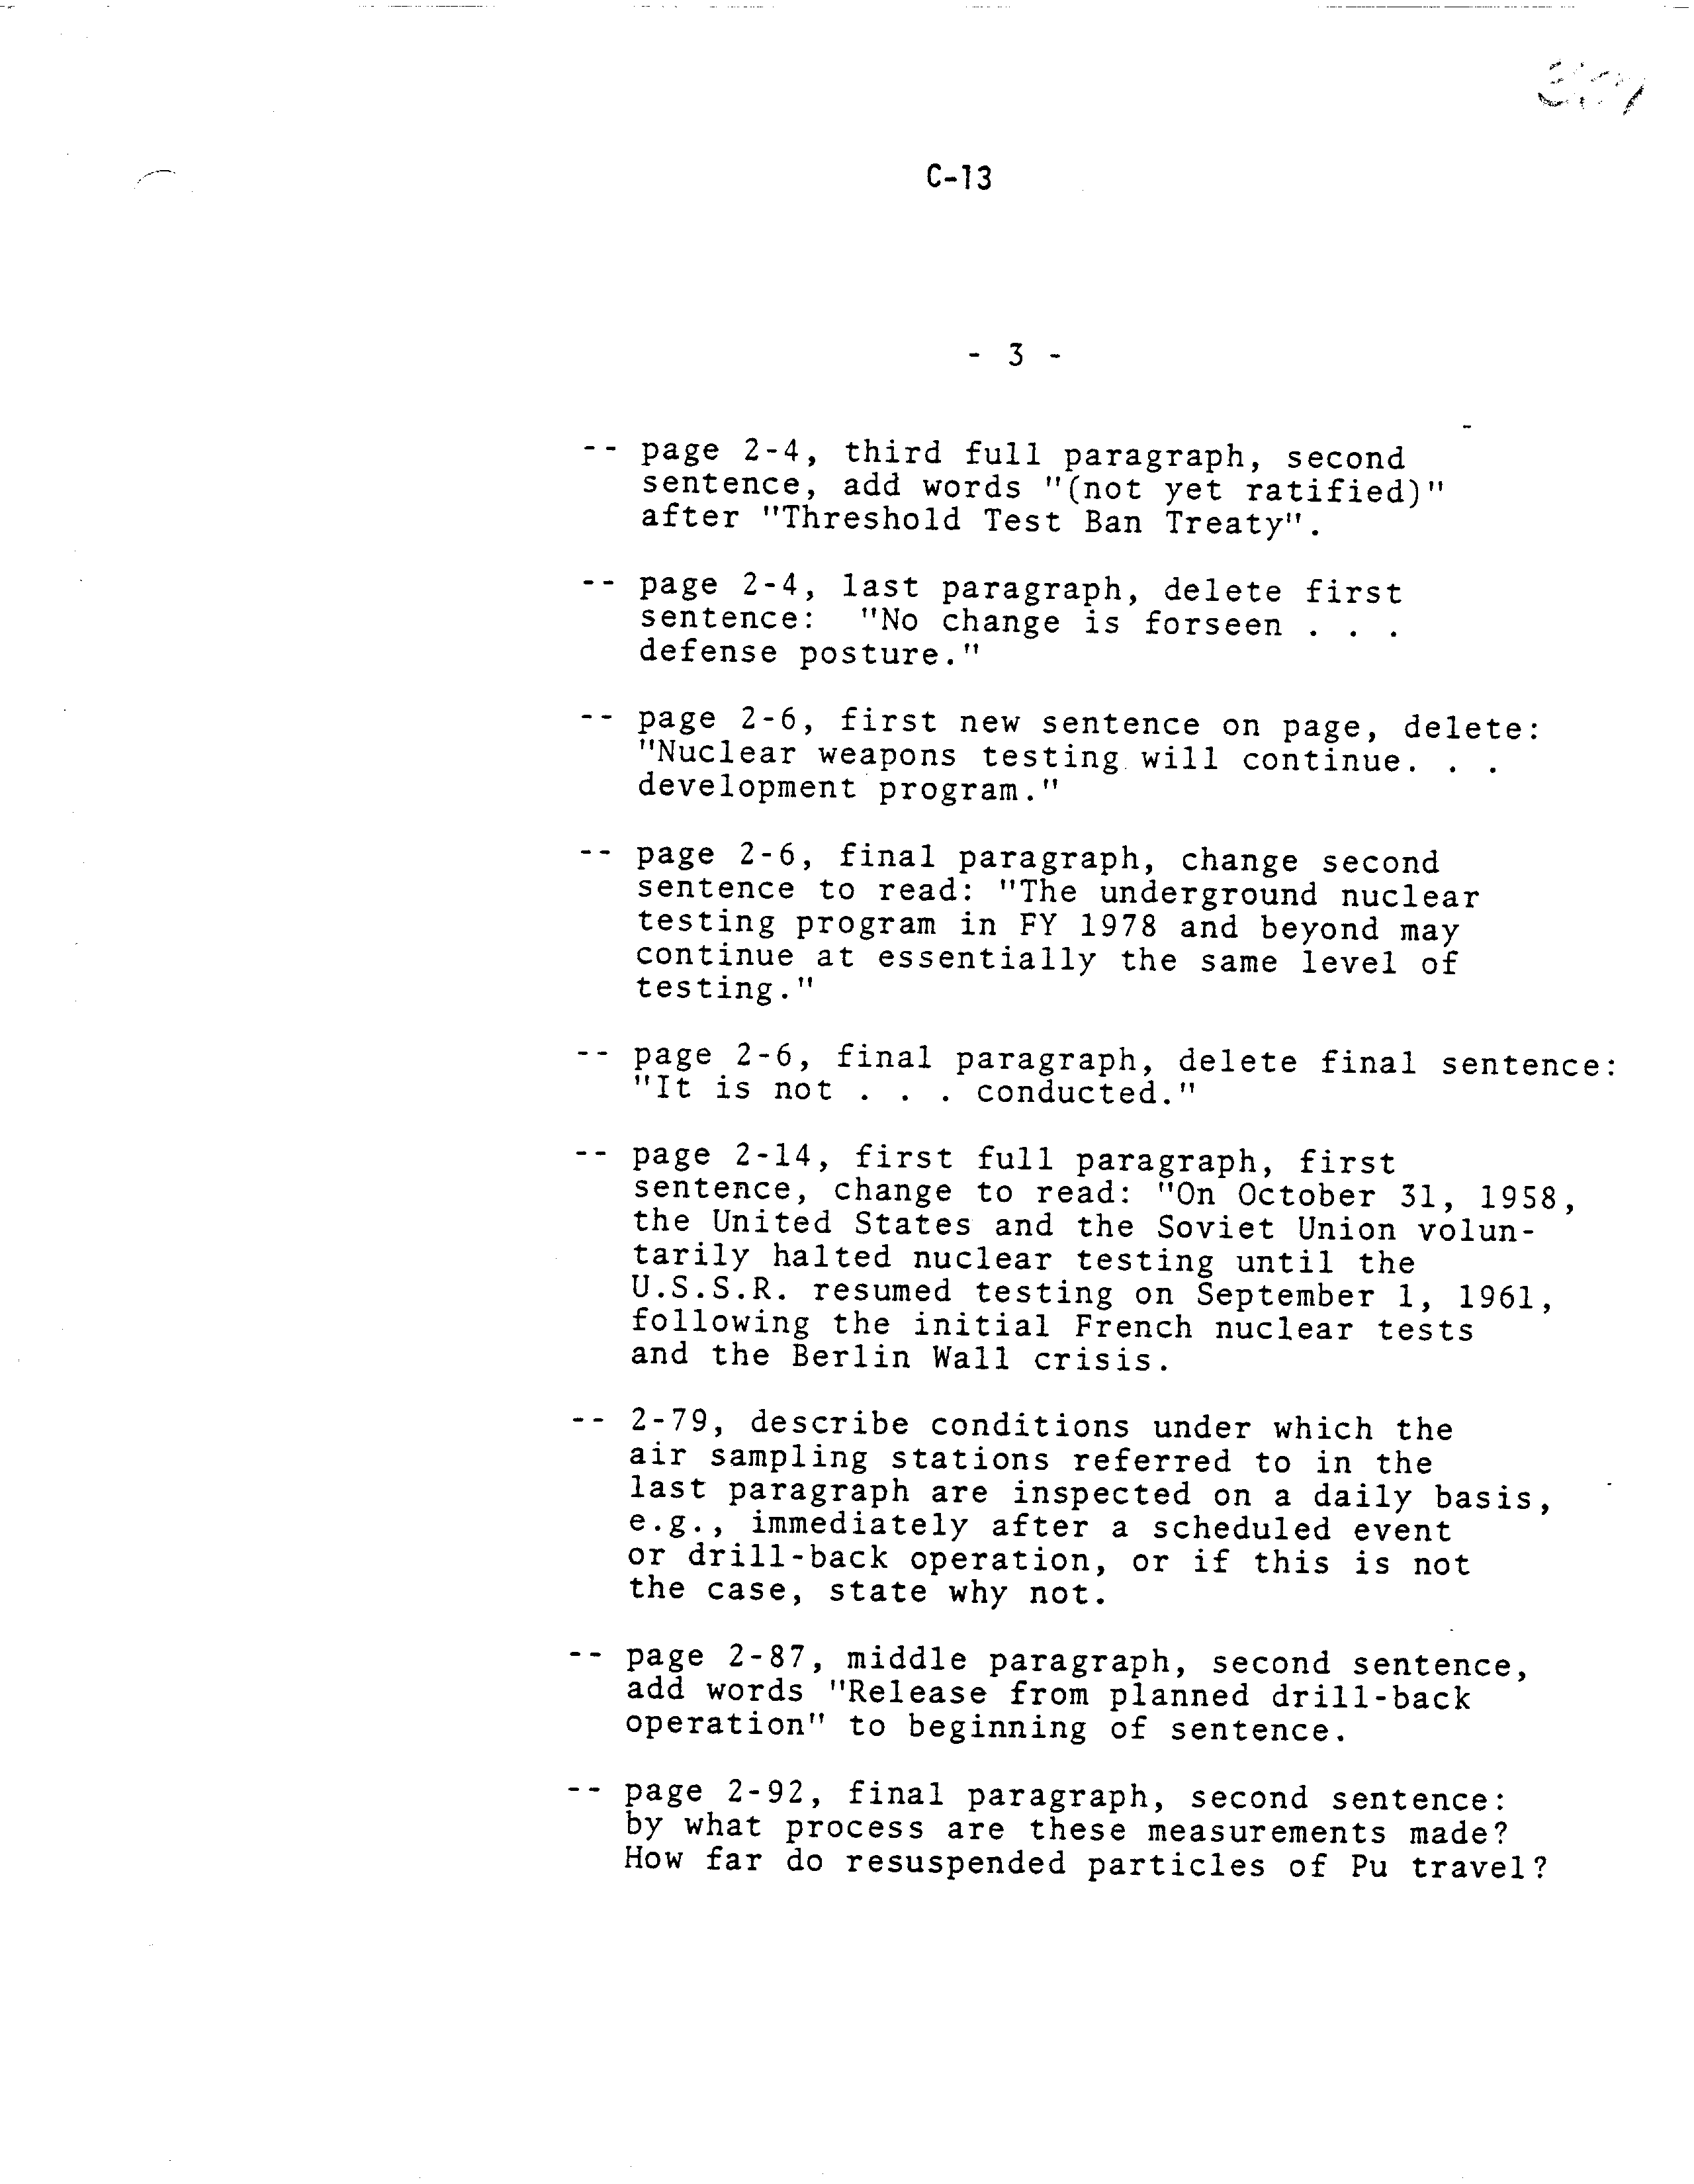 C-13
- 3 -
-- page 2-4, third full paragraph, second
sentence, add words "(not yet ratified)"
after "Threshold Test Ban Treaty".
-- page 2-4, last paragraph, delete first
sentence: "No change is forseen . . .
defense posture."
-- page 2-6, first new sentence on page, delete:
"Nuclear weapons testing will continue. . .
development program."
-- page 2-6, final paragraph, change second
sentence to read: "The underground nuclear
testing program in FY 1978 and beyond may
continue at essentially the same level of
testing."
-- page 2-6, final paragraph, delete final sentence:
"It is not . . . conducted."
-- page 2-14, first full paragraph, first
sentence, change to read: "On October 31, 1958,
the United States and the Soviet Union volun-
tarily halted nuclear testing until the
U.S.S.R. resumed testing on September 1, 1961,
following the initial French nuclear tests
and the Berlin Wall crisis.
-- 2-79, describe conditions under which the
air sampling stations referred to in the
last paragraph are inspected on a daily basis,
e.g., immediately after a scheduled event
or drill-back operation, or if this is not
the case, state why not.
-- page 2-87, middle paragraph, second sentence,
add words "Release from planned drill-back
operation" to beginning of sentence.
-- page 2-92, final paragraph, second sentence:
by what process are these measurements made?
How far do resuspended particles of Pu travel?